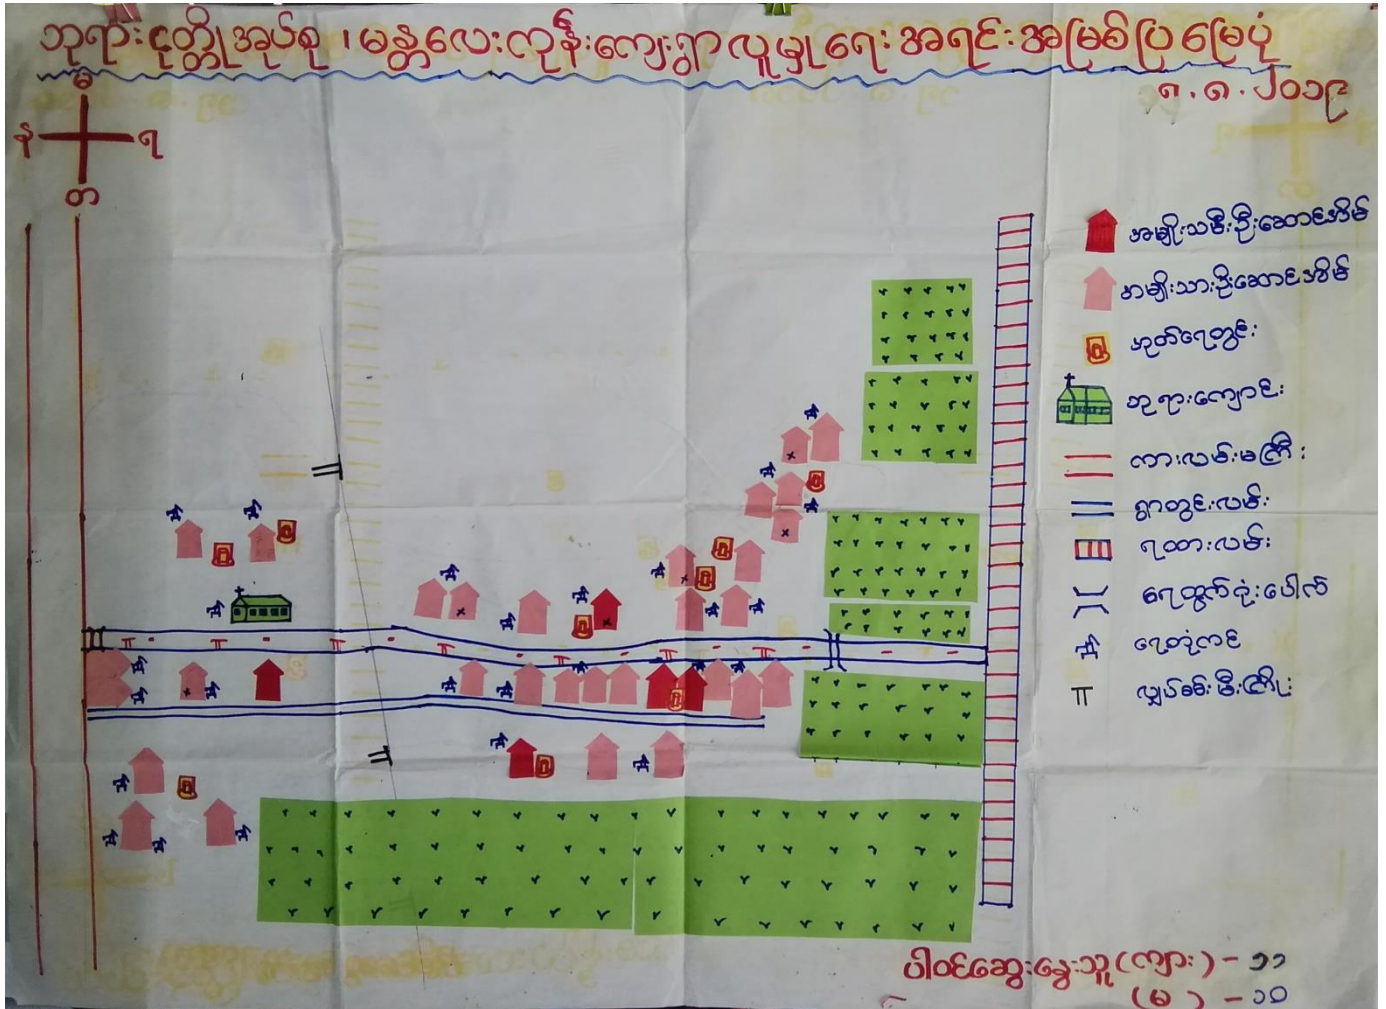 ဘုရားငုတ္တိုအုပ်စု ၊ မန္တလေးကုန်းကျေးရွာလူမှုရေးအရင်းအမြစ်ပြမြေပုံ
၈.၈.၂၀၁၉
မ
န ရ
တ
အမျိုးသမီးဦးဆောင်အိမ်
အမျိုးသားဦးဆောင်အိမ်
အုတ်ရေတွင်း
ဘုရားကျောင်း
ကားလမ်းမကြီး
ရွာတွင်းလမ်း
ရထားလမ်း
ရေထွက်ပေါက်
ရေတုံကင်
လျှပ်စစ်မီးကြိုး
ပါဝင်ဆွေးနွေးသူ (ကျား) - ၁၁
(မ) - ၁၀